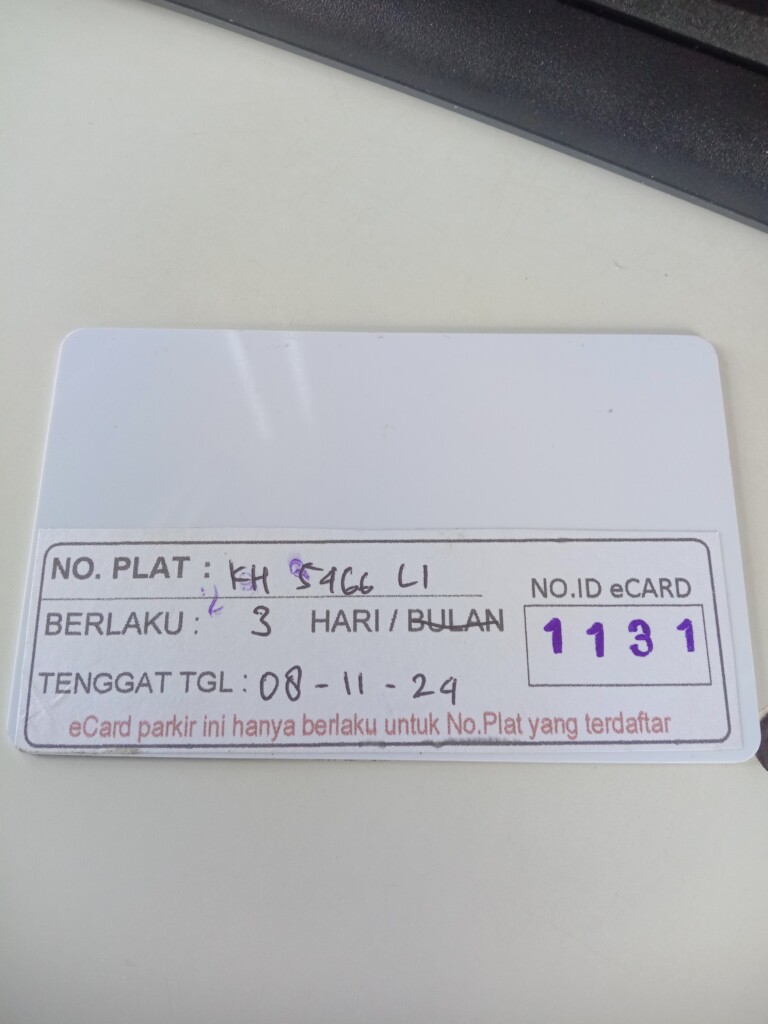 NO. PLAT : KH 5466 LI
BERLAKU : 3 HARI / BULAN
TENGGAT TGL : 08 - 11 - 24
NO.ID eCARD
1131
eCard parkir ini hanya berlaku untuk No.Plat yang terdaftar